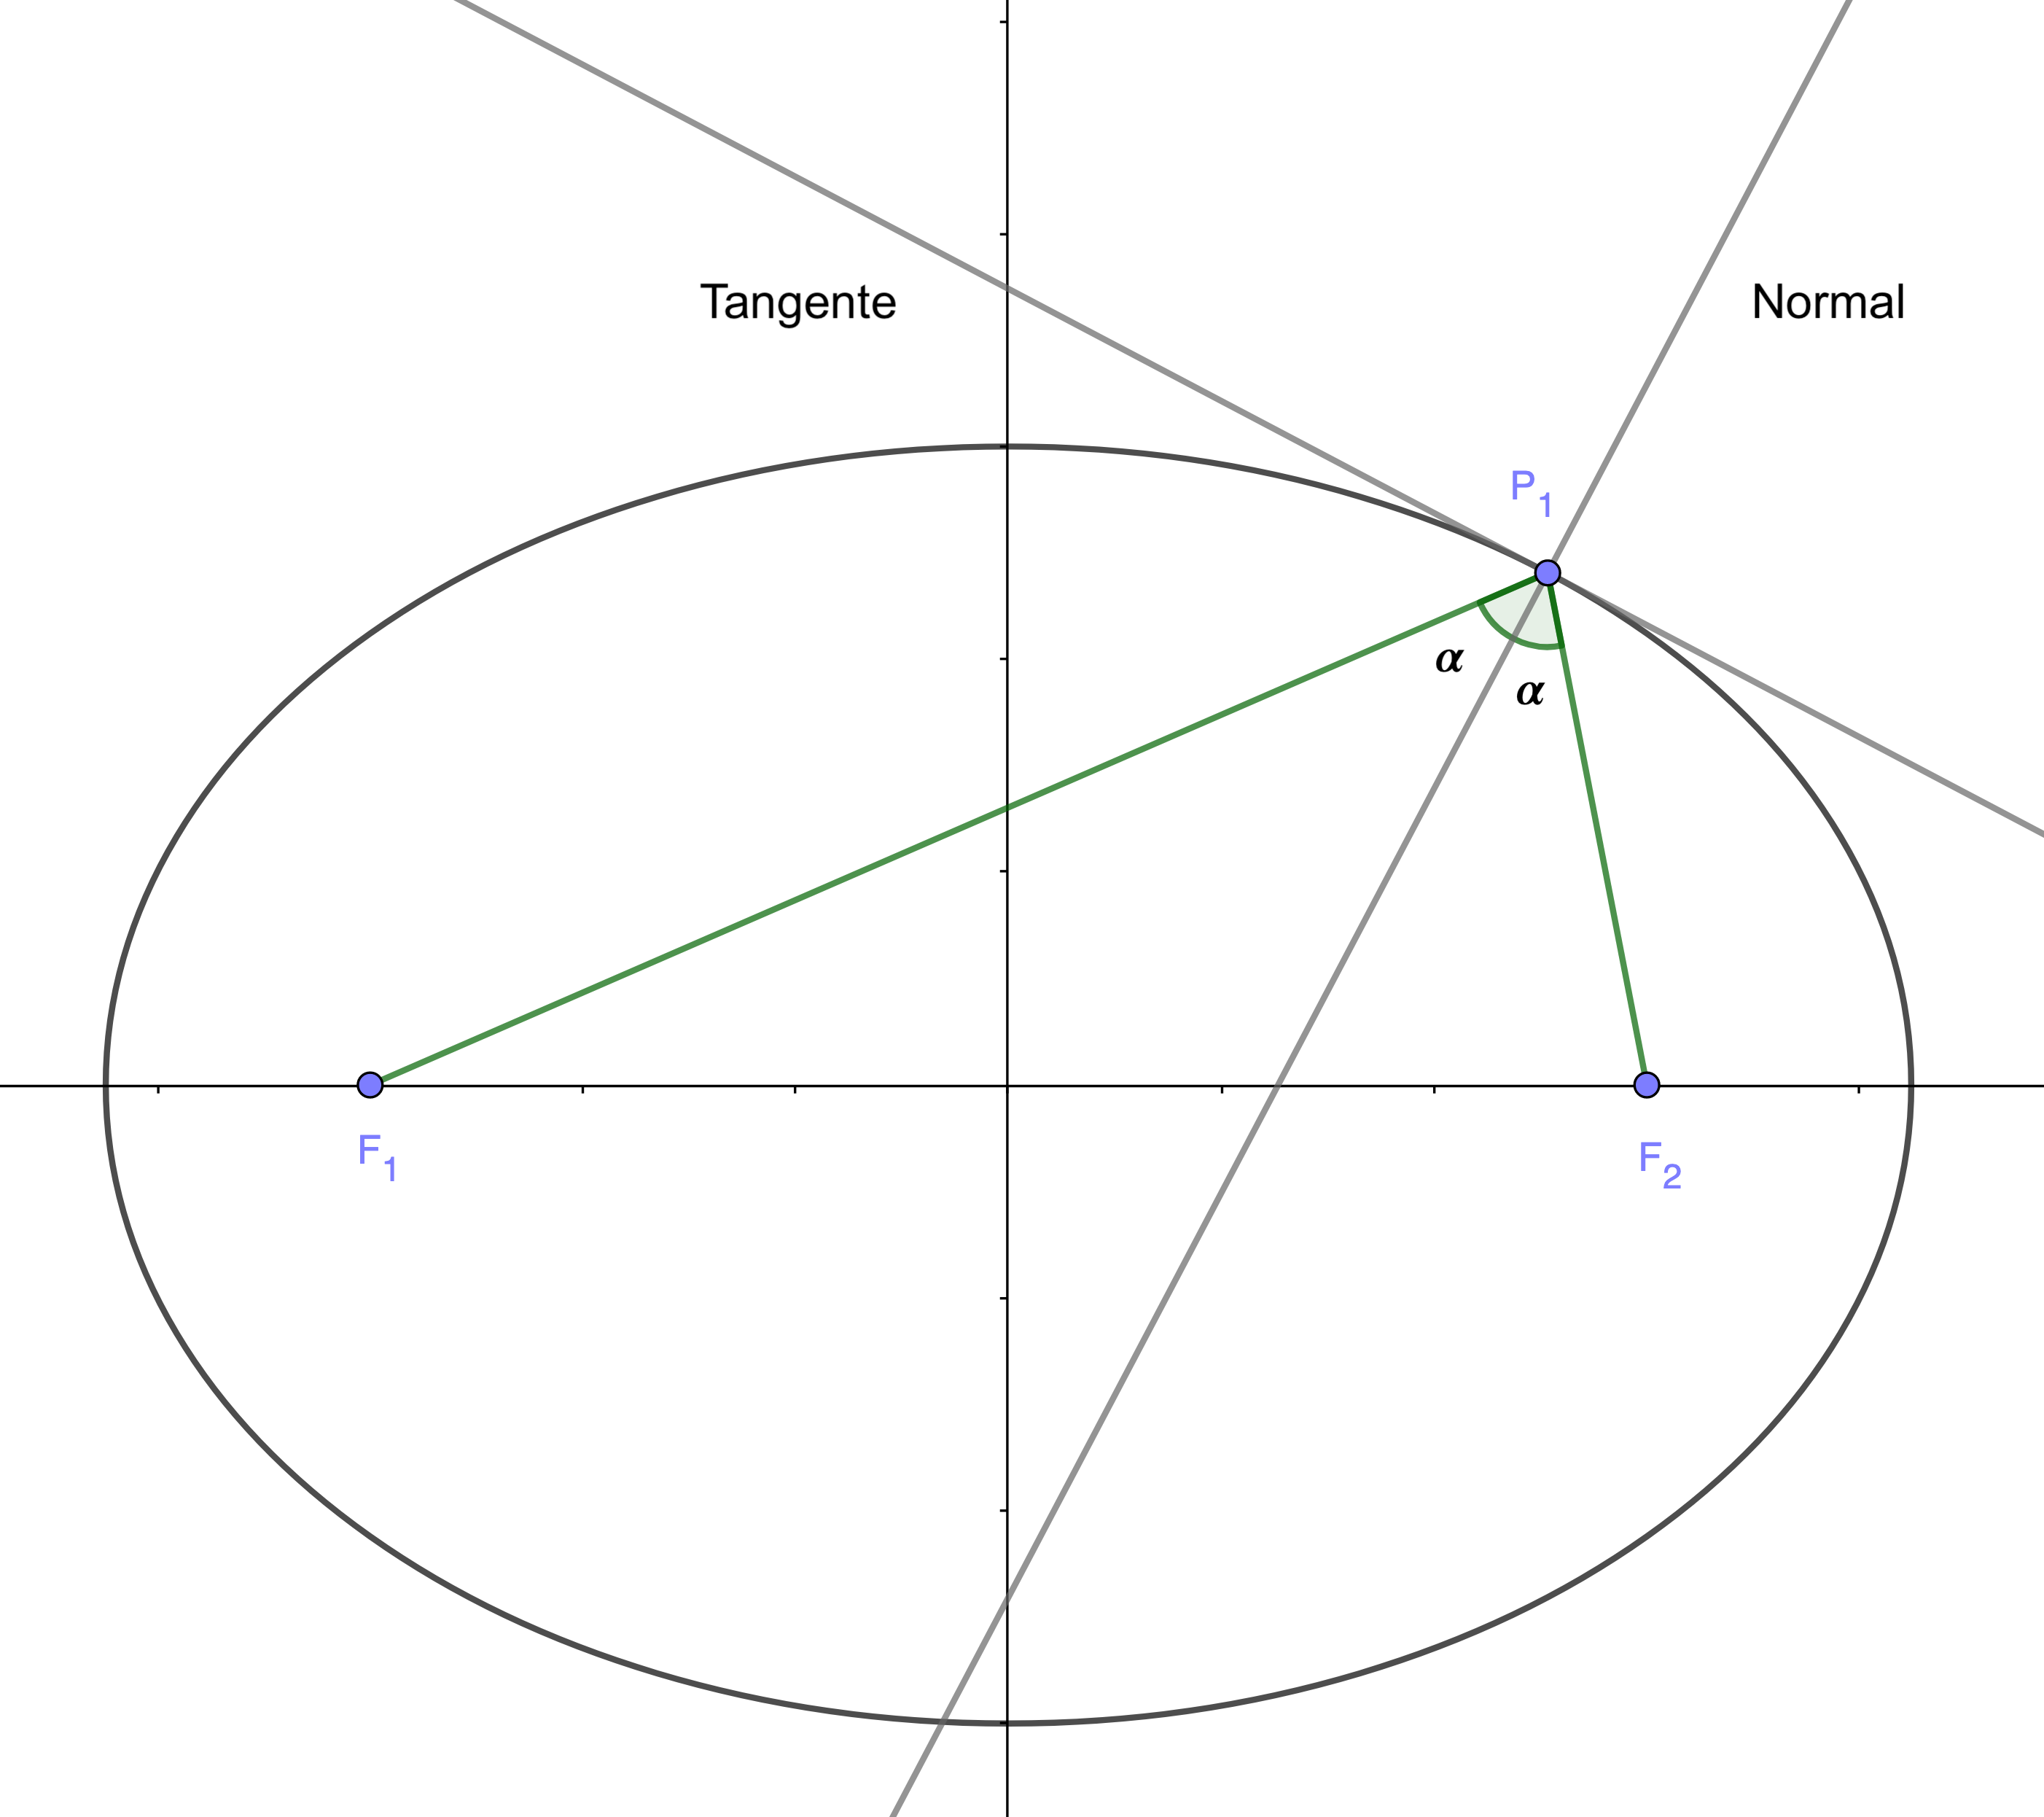 Tangente
Normal
P₁
α
α
F₁
F₂